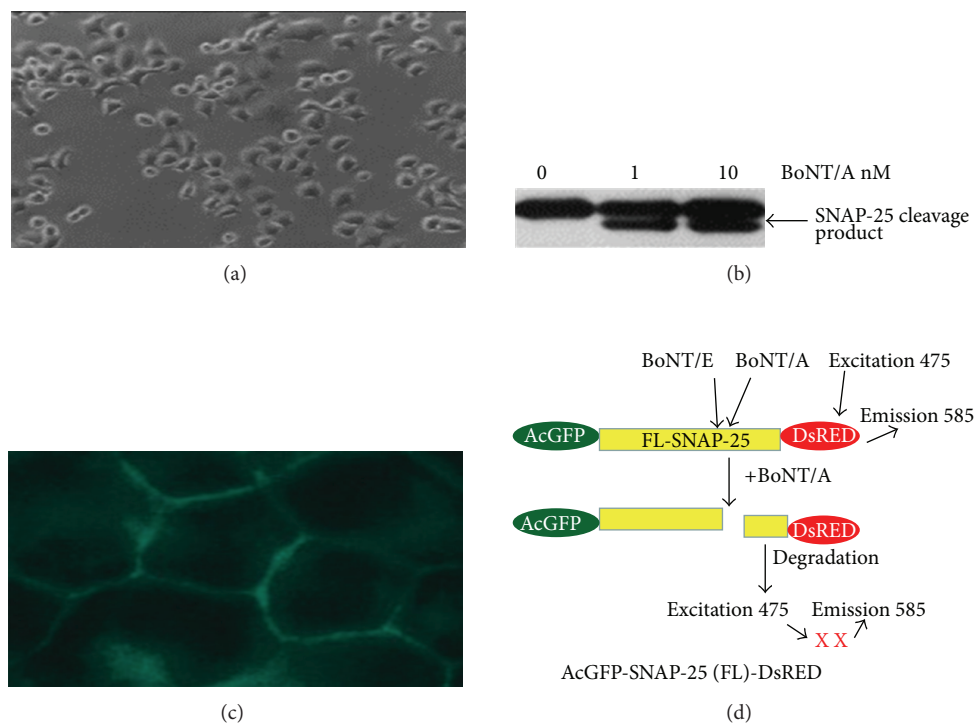 (a)
0 1 10 BoNT/A nM
SNAP-25 cleavage
product
(b)
(c)
BoNT/E BoNT/A Excitation 475
Emission 585
AcGFP FL-SNAP-25 DsRED
+BoNT/A
AcGFP DsRED
Degradation
Excitation 475 Emission 585
X X
AcGFP-SNAP-25 (FL)-DsRED
(d)